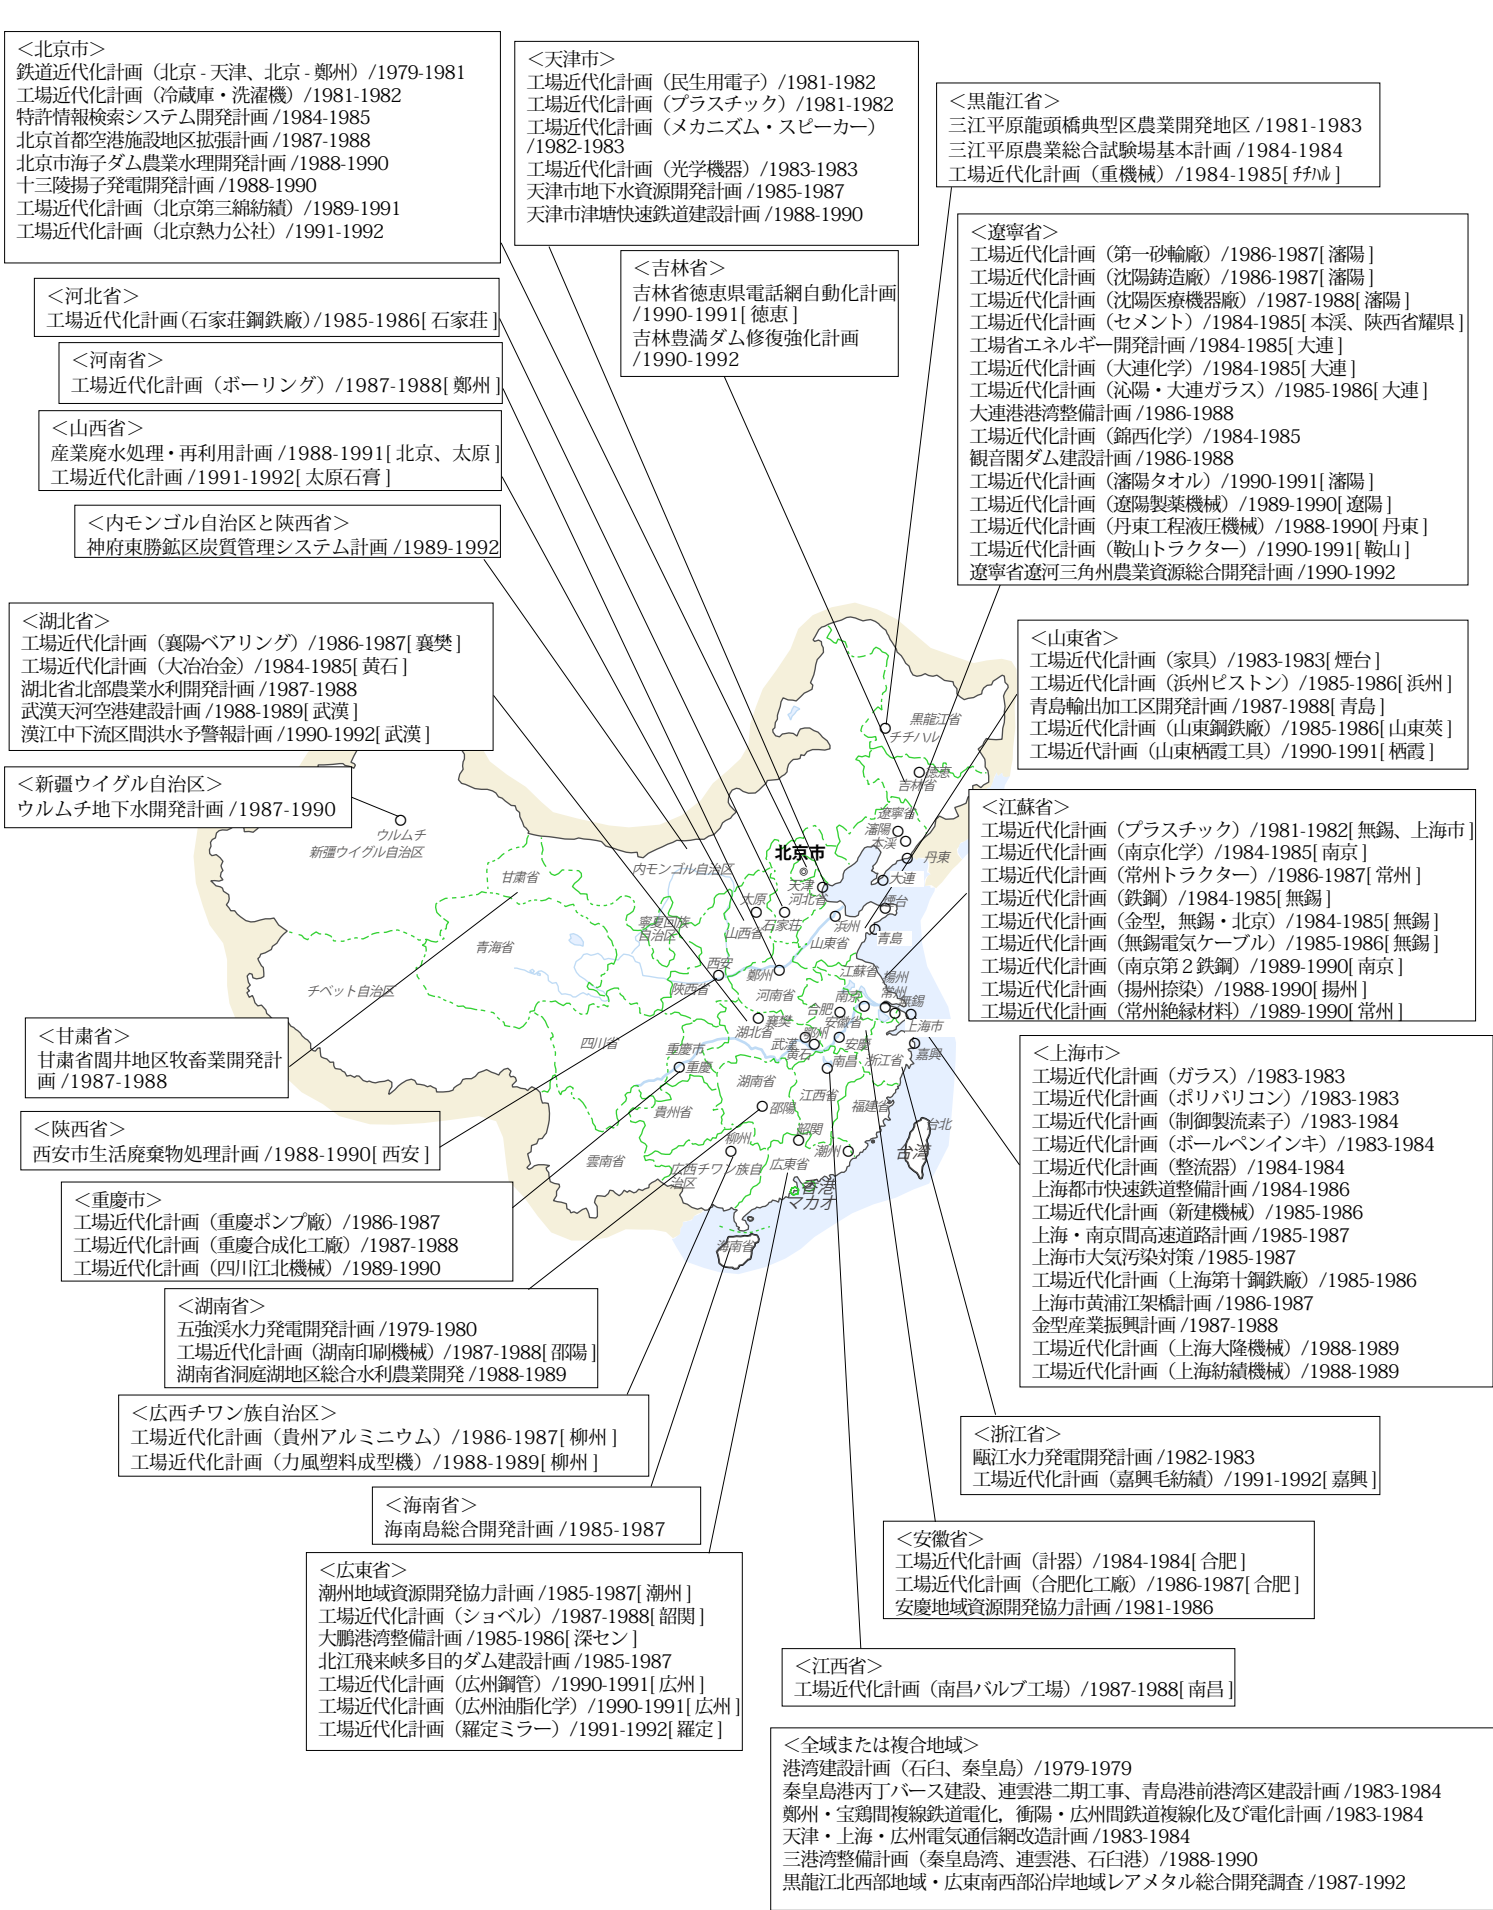 ＜北京市＞
鉄道近代化計画（北京 - 天津、北京 - 鄭州）/1979-1981
工場近代化計画（冷蔵庫・洗濯機）/1981-1982
特許情報検索システム開発計画 /1984-1985
北京首都空港施設地区拡張計画 /1987-1988
北京市海子ダム農業水理開発計画 /1988-1990
十三陵揚子発電開発計画 /1988-1990
工場近代化計画（北京第三綿紡績）/1989-1991
工場近代化計画（北京熱力公社）/1991-1992
＜天津市＞
工場近代化計画（民生用電子）/1981-1982
工場近代化計画（プラスチック）/1981-1982
工場近代化計画（メカニズム・スピーカー）
/1982-1983
工場近代化計画（光学機器）/1983-1983
天津市地下水資源開発計画 /1985-1987
天津市津塘快速鉄道建設計画 /1988-1990
＜黒龍江省＞
三江平原龍頭橋典型区農業開発地区 /1981-1983
三江平原農業総合試験場基本計画 /1984-1984
工場近代化計画（重機械）/1984-1985[ ﾁﾁﾊﾙ ]
＜遼寧省＞
工場近代化計画（第一砂輪廠）/1986-1987[ 瀋陽 ]
工場近代化計画（沈陽鋳造廠）/1986-1987[ 瀋陽 ]
工場近代化計画（沈陽医療機器廠）/1987-1988[ 瀋陽 ]
工場近代化計画（セメント）/1984-1985[ 本渓、陝西省耀県 ]
工場省エネルギー開発計画 /1984-1985[ 大連 ]
工場近代化計画（大連化学）/1984-1985[ 大連 ]
工場近代化計画（沁陽・大連ガラス）/1985-1986[ 大連 ]
大連港港湾整備計画 /1986-1988
工場近代化計画（錦西化学）/1984-1985
観音閣ダム建設計画 /1986-1988
工場近代化計画（瀋陽タオル）/1990-1991[ 瀋陽 ]
工場近代化計画（遼陽製薬機械）/1989-1990[ 遼陽 ]
工場近代化計画（丹東工程液圧機械）/1988-1990[ 丹東 ]
工場近代化計画（鞍山トラクター）/1990-1991[ 鞍山 ]
遼寧省遼河三角州農業資源総合開発計画 /1990-1992
＜吉林省＞
吉林省徳恵県電話網自動化計画
/1990-1991[ 徳恵 ]
吉林豊満ダム修復強化計画
/1990-1992
＜河北省＞
工場近代化計画（石家荘鋼鉄廠）/1985-1986[ 石家荘 ]
＜河南省＞
工場近代化計画（ボーリング）/1987-1988[ 鄭州 ]
＜山西省＞
産業廃水処理・再利用計画 /1988-1991[ 北京、太原 ]
工場近代化計画 /1991-1992[ 太原石膏 ]
＜内モンゴル自治区と陝西省＞
神府東勝鉱区炭質管理システム計画 /1989-1992
＜湖北省＞
工場近代化計画（襄陽ベアリング）/1986-1987[ 襄樊 ]
工場近代化計画（大冶冶金）/1984-1985[ 黄石 ]
湖北省北部農業水利開発計画 /1987-1988
武漢天河空港建設計画 /1988-1989[ 武漢 ]
漢江中下流区間洪水予警報計画 /1990-1992[ 武漢 ]
＜新疆ウイグル自治区＞
ウルムチ地下水開発計画 /1987-1990
＜山東省＞
工場近代化計画（家具）/1983-1983[ 煙台 ]
工場近代化計画（浜州ピストン）/1985-1986[ 浜州 ]
青島輸出加工区開発計画 /1987-1988[ 青島 ]
工場近代化計画（山東鋼鉄廠）/1985-1986[ 山東莢 ]
工場近代計画（山東栖霞工具）/1990-1991[ 栖霞 ]
＜江蘇省＞
工場近代化計画（プラスチック）/1981-1982[ 無錫、上海市 ]
工場近代化計画（南京化学）/1984-1985[ 南京 ]
工場近代化計画（常州トラクター）/1986-1987[ 常州 ]
工場近代化計画（鉄鋼）/1984-1985[ 無錫 ]
工場近代化計画（金型，無錫・北京）/1984-1985[ 無錫 ]
工場近代化計画（無錫電気ケーブル）/1985-1986[ 無錫 ]
工場近代化計画（南京第２鉄鋼）/1989-1990[ 南京 ]
工場近代化計画（揚州捺染）/1988-1990[ 揚州 ]
工場近代化計画（常州絶縁材料）/1989-1990[ 常州 ]
黒龍江省
チチハル
徳恵
吉林省
遼寧省
瀋陽
本渓
丹東
大連
北京市
天津
河北省
内モンゴル自治区
ウルムチ
新疆ウイグル自治区
甘粛省
青海省
チベット自治区
寧夏回族
自治区
太原
石家荘
山西省
煙台
浜州
青島
山東省
西安
陝西省
鄭州
河南省
江蘇省
揚州
常州
無錫
南京
合肥
安徽省
上海市
襄樊
湖北省
鄂州
武漢
黄石
安慶
嘉興
浙江省
南昌
四川省
重慶市
重慶
湖南省
江西省
福建省
貴州省
邵陽
韶関
潮州
台北
台湾
柳州
雲南省
広西チワン族自
治区
広東省
香港
マカオ
海南省
＜甘粛省＞
甘粛省閭井地区牧畜業開発計
画 /1987-1988
＜陝西省＞
西安市生活廃棄物処理計画 /1988-1990[ 西安 ]
＜重慶市＞
工場近代化計画（重慶ポンプ廠）/1986-1987
工場近代化計画（重慶合成化工廠）/1987-1988
工場近代化計画（四川江北機械）/1989-1990
＜湖南省＞
五強渓水力発電開発計画 /1979-1980
工場近代化計画（湖南印刷機械）/1987-1988[ 邵陽 ]
湖南省洞庭湖地区総合水利農業開発 /1988-1989
＜広西チワン族自治区＞
工場近代化計画（貴州アルミニウム）/1986-1987[ 柳州 ]
工場近代化計画（力風塑料成型機）/1988-1989[ 柳州 ]
＜海南省＞
海南島総合開発計画 /1985-1987
＜広東省＞
潮州地域資源開発協力計画 /1985-1987[ 潮州 ]
工場近代化計画（ショベル）/1987-1988[ 韶関 ]
大鵬港湾整備計画 /1985-1986[ 深セン ]
北江飛来峡多目的ダム建設計画 /1985-1987
工場近代化計画（広州鋼管）/1990-1991[ 広州 ]
工場近代化計画（広州油脂化学）/1990-1991[ 広州 ]
工場近代化計画（羅定ミラー）/1991-1992[ 羅定 ]
＜上海市＞
工場近代化計画（ガラス）/1983-1983
工場近代化計画（ポリバリコン）/1983-1983
工場近代化計画（制御製流素子）/1983-1984
工場近代化計画（ボールペンインキ）/1983-1984
工場近代化計画（整流器）/1984-1984
上海都市快速鉄道整備計画 /1984-1986
工場近代化計画（新建機械）/1985-1986
上海・南京間高速道路計画 /1985-1987
上海市大気汚染対策 /1985-1987
工場近代化計画（上海第十鋼鉄廠）/1985-1986
上海市黄浦江架橋計画 /1986-1987
金型産業振興計画 /1987-1988
工場近代化計画（上海大隆機械）/1988-1989
工場近代化計画（上海紡績機械）/1988-1989
＜浙江省＞
甌江水力発電開発計画 /1982-1983
工場近代化計画（嘉興毛紡績）/1991-1992[ 嘉興 ]
＜安徽省＞
工場近代化計画（計器）/1984-1984[ 合肥 ]
工場近代化計画（合肥化工廠）/1986-1987[ 合肥 ]
安慶地域資源開発協力計画 /1981-1986
＜江西省＞
工場近代化計画（南昌バルブ工場）/1987-1988[ 南昌 ]
＜全域または複合地域＞
港湾建設計画（石臼、秦皇島）/1979-1979
秦皇島港丙丁バース建設、連雲港二期工事、青島港前港湾区建設計画 /1983-1984
鄭州・宝鶏間複線鉄道電化，衝陽・広州間鉄道複線化及び電化計画 /1983-1984
天津・上海・広州電気通信網改造計画 /1983-1984
三港湾整備計画（秦皇島湾、連雲港、石臼港）/1988-1990
黒龍江北西部地域・広東南西部沿岸地域レアメタル総合開発調査 /1987-1992